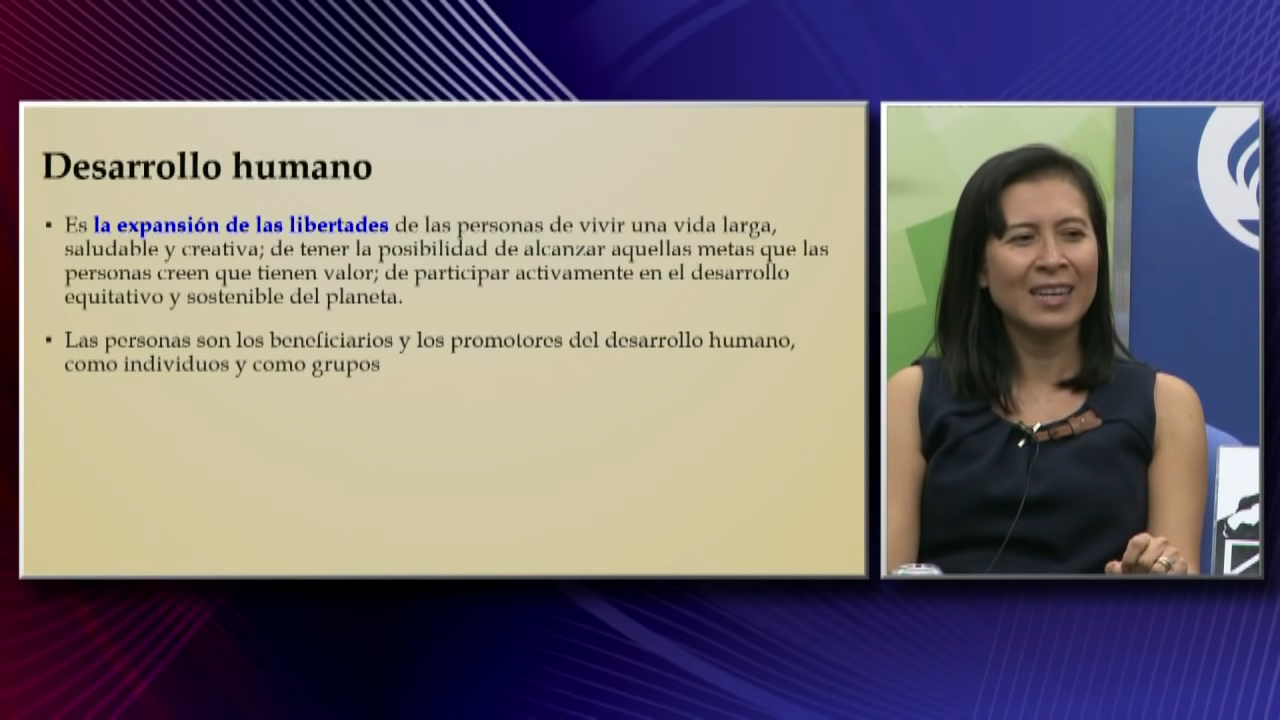 Desarrollo humano
▪ Es la expansión de las libertades de las personas de vivir una vida larga,
saludable y creativa; de tener la posibilidad de alcanzar aquellas metas que las
personas creen que tienen valor; de participar activamente en el desarrollo
equitativo y sostenible del planeta.
▪ Las personas son los beneficiarios y los promotores del desarrollo humano,
como individuos y como grupos